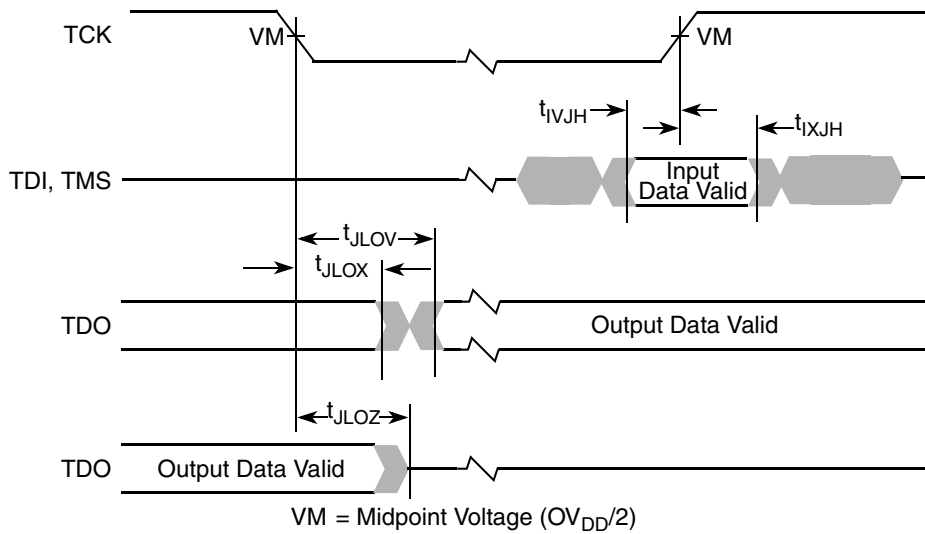 TCK
VM
VM
tIVJH
tIXJH
TDI, TMS
Input
Data Valid
tJLOV
tJLOX
TDO
Output Data Valid
tJLOZ
TDO
Output Data Valid
VM = Midpoint Voltage (OVDD/2)